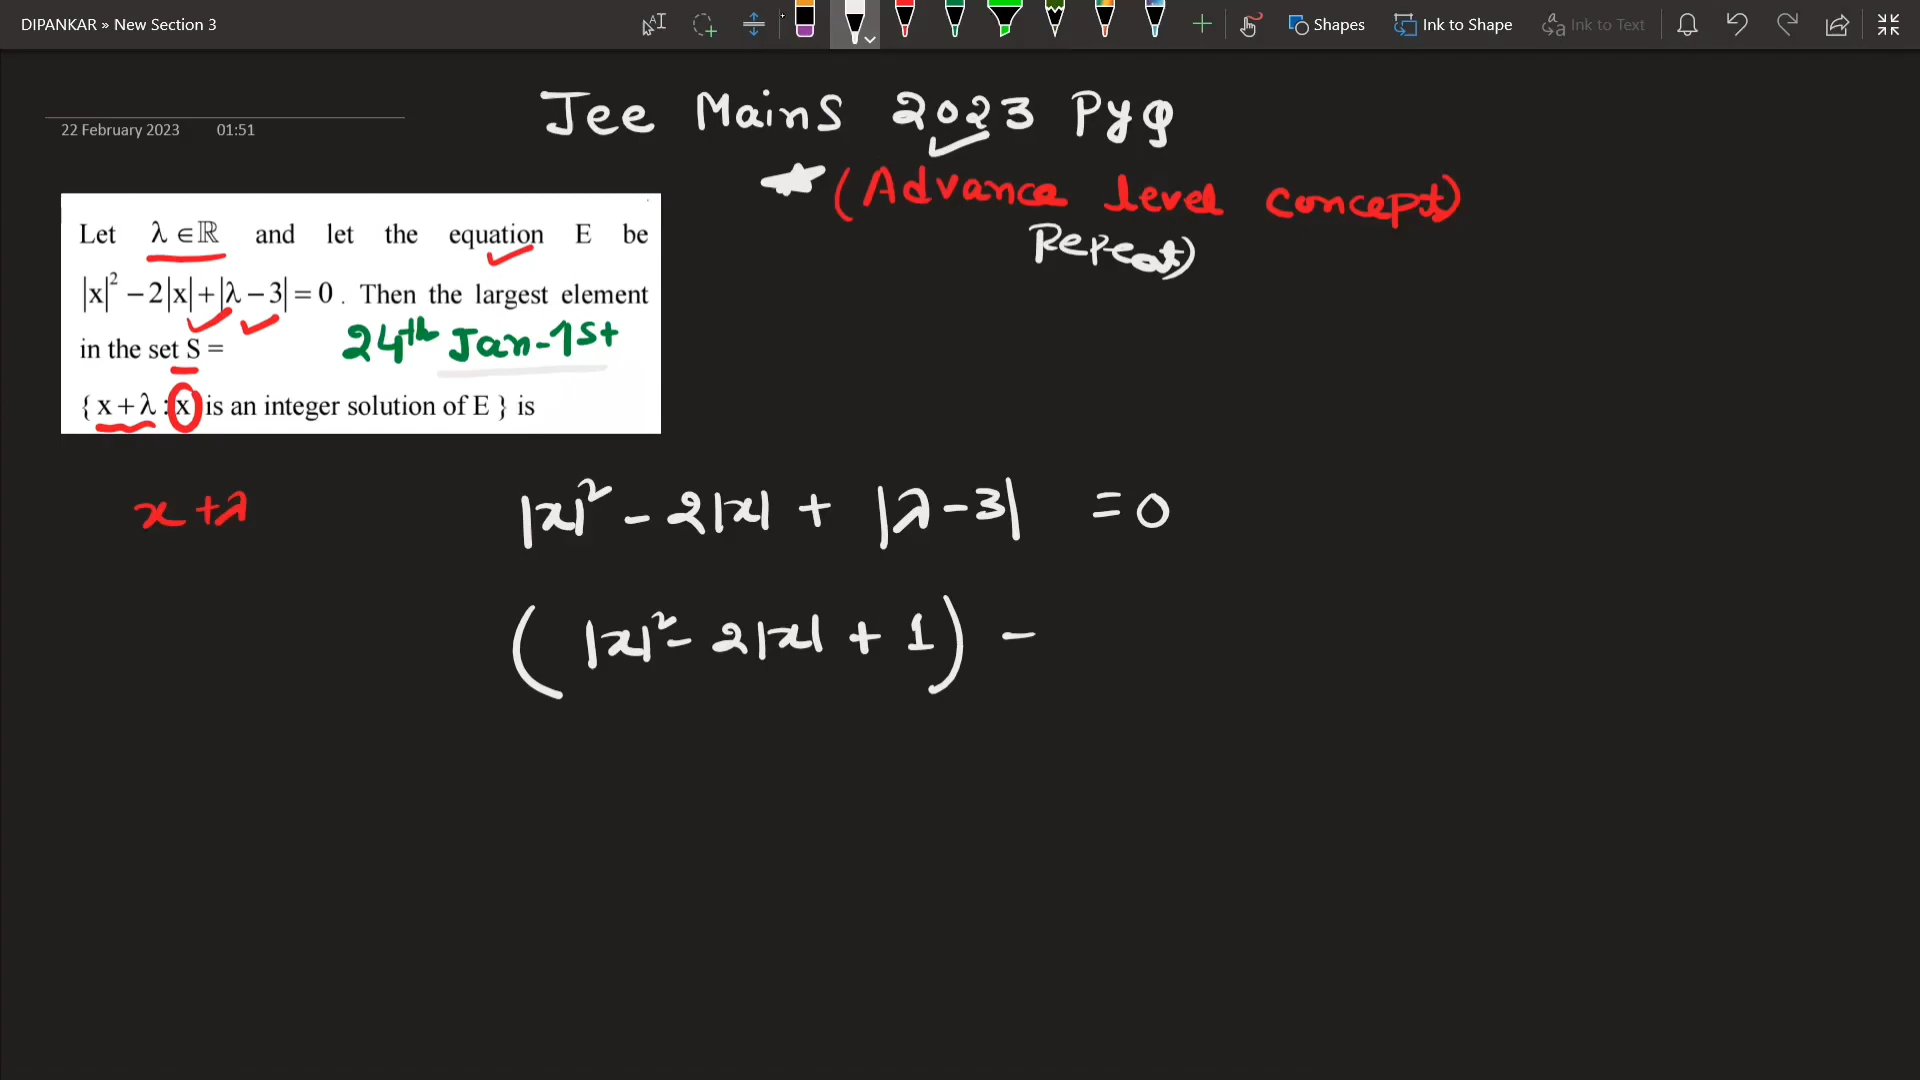 DIPANKAR » New Section 3
Shapes
Ink to Shape
Ink to Text
Jee Mains 2023 PYQ
22 February 2023 01:51
(Advance level concept)
Repeat)
Let λ ∈ ℝ and let the equation E be
|x|² − 2|x| + |λ − 3| = 0 . Then the largest element
in the set S =
24th Jan-1st
{ x + λ : x is an integer solution of E } is
x + λ
|x|² - 2|x| + |λ - 3| = 0
( |x|² - 2|x| + 1 ) -